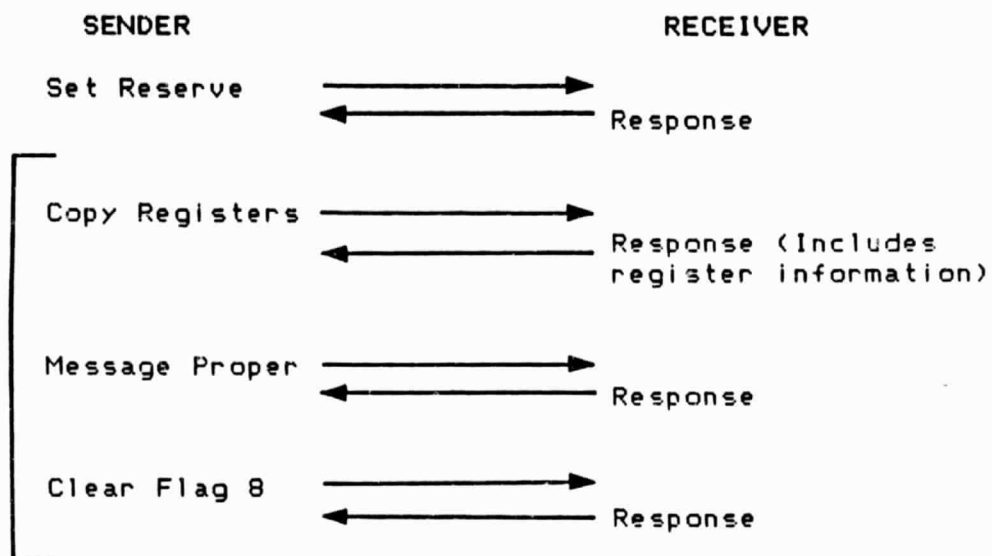 SENDER RECEIVER
Set Reserve
Response
Copy Registers
Response (Includes
register information)
Message Proper
Response
Clear Flag 8
Response